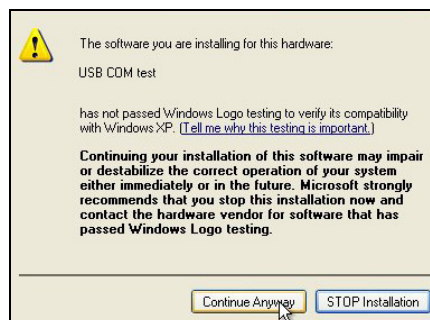 The software you are installing for this hardware:
USB COM test
has not passed Windows Logo testing to verify its compatibility
with Windows XP. (Tell me why this testing is important.)
Continuing your installation of this software may impair
or destabilize the correct operation of your system
either immediately or in the future. Microsoft strongly
recommends that you stop this installation now and
contact the hardware vendor for software that has
passed Windows Logo testing.
Continue Anyway STOP Installation